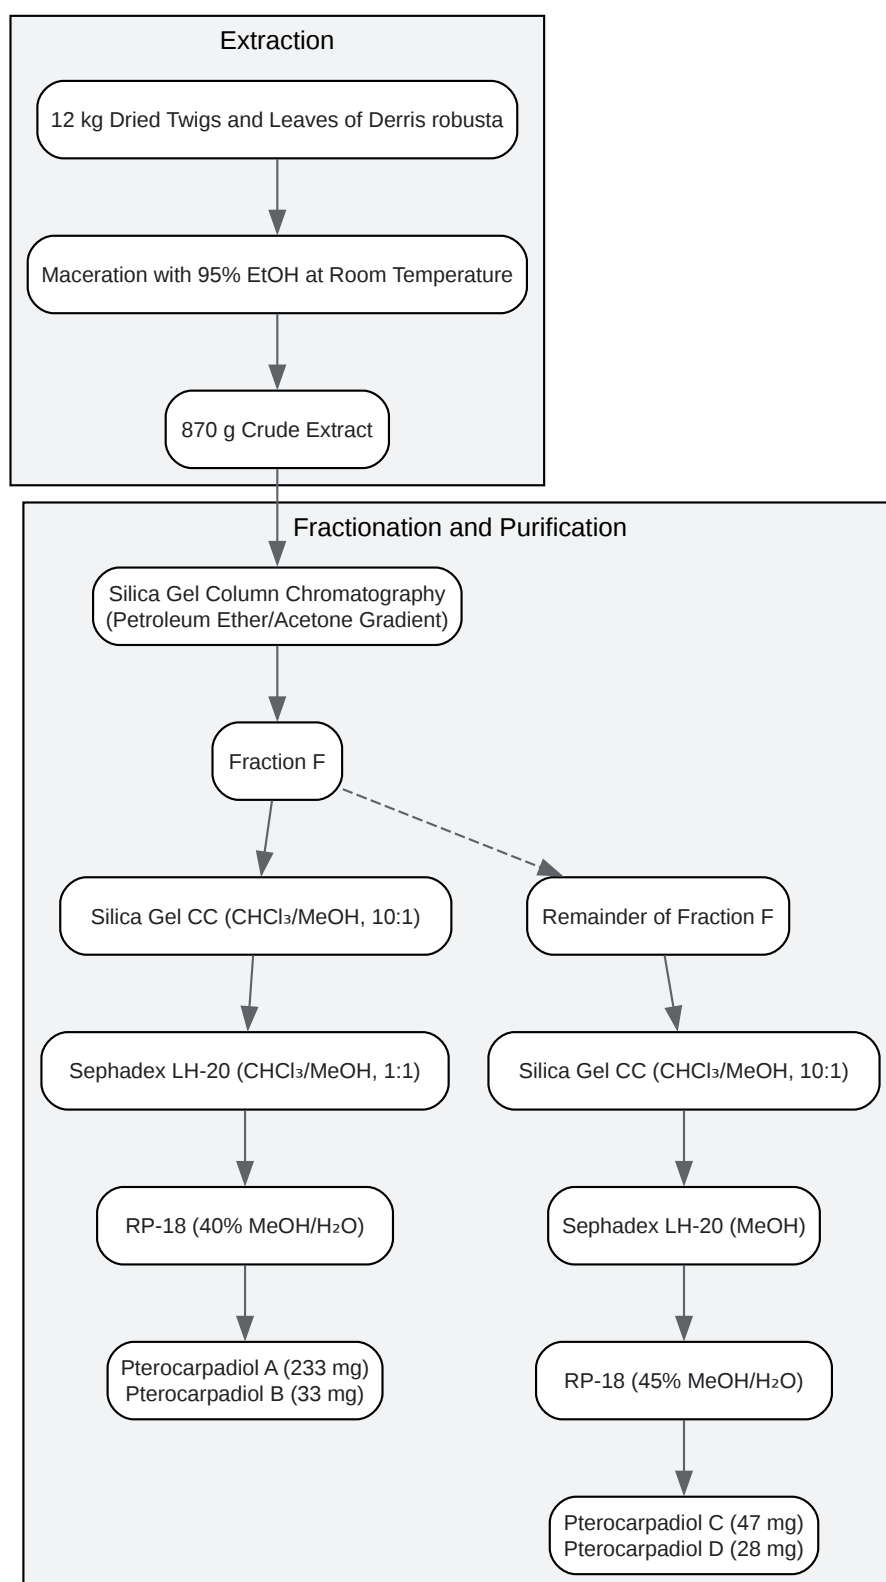 Extraction
12 kg Dried Twigs and Leaves of Derris robusta
Maceration with 95% EtOH at Room Temperature
870 g Crude Extract
Fractionation and Purification
Silica Gel Column Chromatography
(Petroleum Ether/Acetone Gradient)
Fraction F
Silica Gel CC (CHCl₃/MeOH, 10:1)
Remainder of Fraction F
Sephadex LH-20 (CHCl₃/MeOH, 1:1)
Silica Gel CC (CHCl₃/MeOH, 10:1)
RP-18 (40% MeOH/H₂O)
Sephadex LH-20 (MeOH)
Pterocarpadiol A (233 mg)
Pterocarpadiol B (33 mg)
RP-18 (45% MeOH/H₂O)
Pterocarpadiol C (47 mg)
Pterocarpadiol D (28 mg)